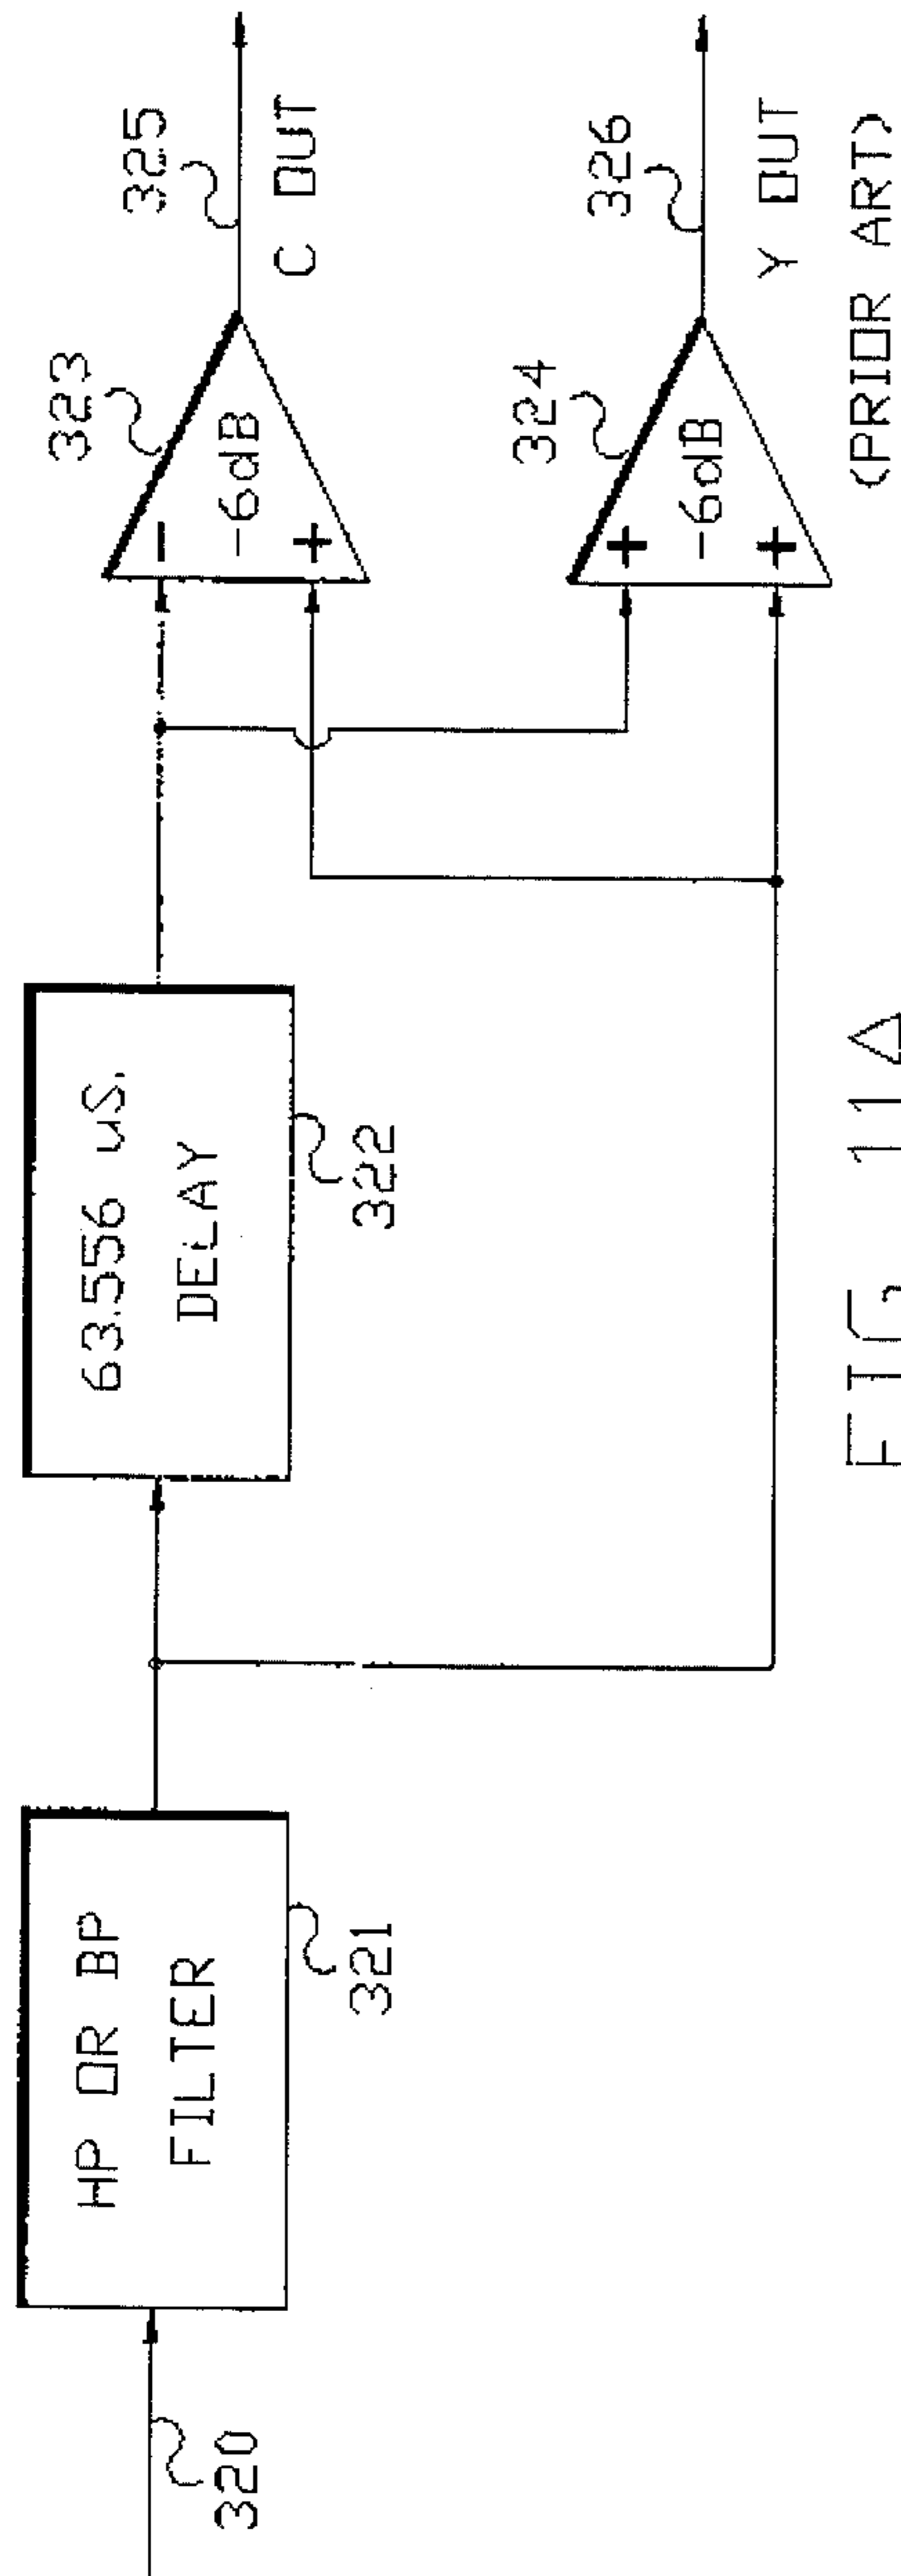 320
HP OR BP
FILTER
321
63.556 uS.
DELAY
322
-
-6dB
+
323
325
C OUT
+
-6dB
+
324
326
Y OUT
FIG 11A
(PRIOR ART)